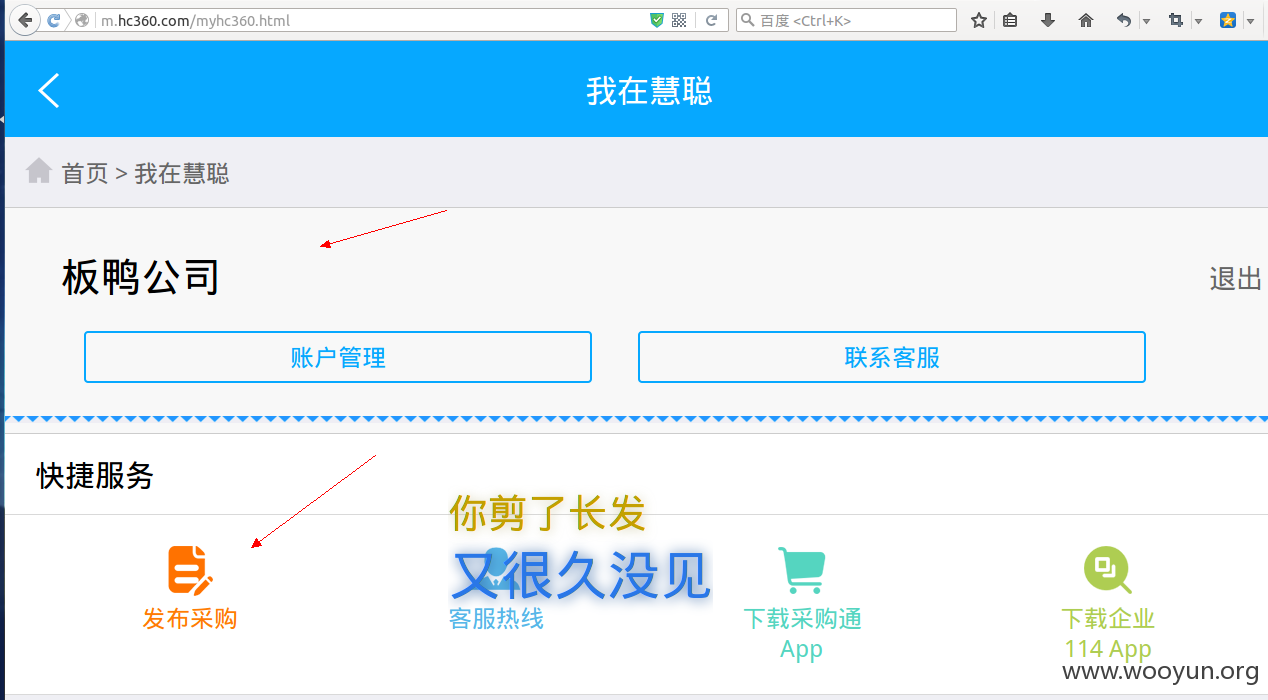 m.hc360.com/myhc360.html
百度 <Ctrl+K>
我在慧聪
首页 > 我在慧聪
板鸭公司
退出
账户管理
联系客服
快捷服务
你剪了长发
又很久没见
发布采购
客服热线
下载采购通
App
下载企业
114 App
www.wooyun.org